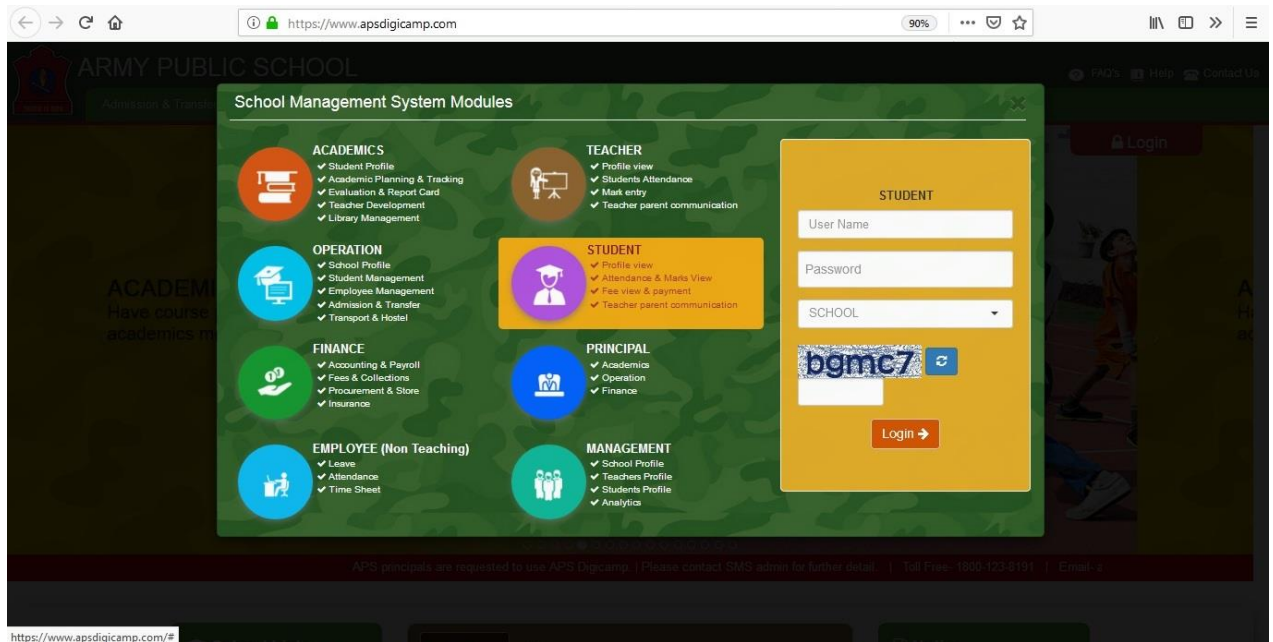 https://www.apsdigicamp.com
90%
ARMY PUBLIC SCHOOL
FAQ's Help Contact Us
Admission &
Login
School Management System Modules
ACADEMICS
Student Profile
Academic Planning & Tracking
Evaluation & Report Card
Teacher Development
Library Management
TEACHER
Profile view
Students Attendance
Mark entry
Teacher parent communication
OPERATION
School Profile
Student Management
Employee Management
Admission & Transfer
Transport & Hostel
STUDENT
Profile view
Attendance & Marks View
Fee view & payment
Teacher parent communication
FINANCE
Accounting & Payroll
Fees & Collections
Procurement & Store
Insurance
PRINCIPAL
Academics
Operation
Finance
EMPLOYEE (Non Teaching)
Leave
Attendance
Time Sheet
MANAGEMENT
School Profile
Teachers Profile
Students Profile
Analytics
STUDENT
User Name
Password
SCHOOL
bgmc7
Login
ACADEMI
Have course
academics m
APS principals are requested to use APS Digicamp. | Please contact SMS admin for further detail. | Toll Free- 1800-123-8191 | Email- a
https://www.apsdigicamp.com/#